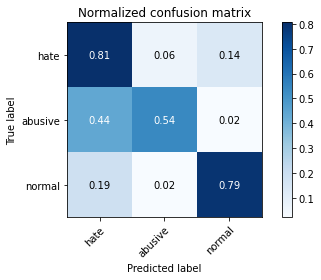 Normalized confusion matrix
True label
hate
0.81 0.06 0.14
abusive
0.44 0.54 0.02
normal
0.19 0.02 0.79
hate abusive normal
Predicted label
0.8
0.7
0.6
0.5
0.4
0.3
0.2
0.1